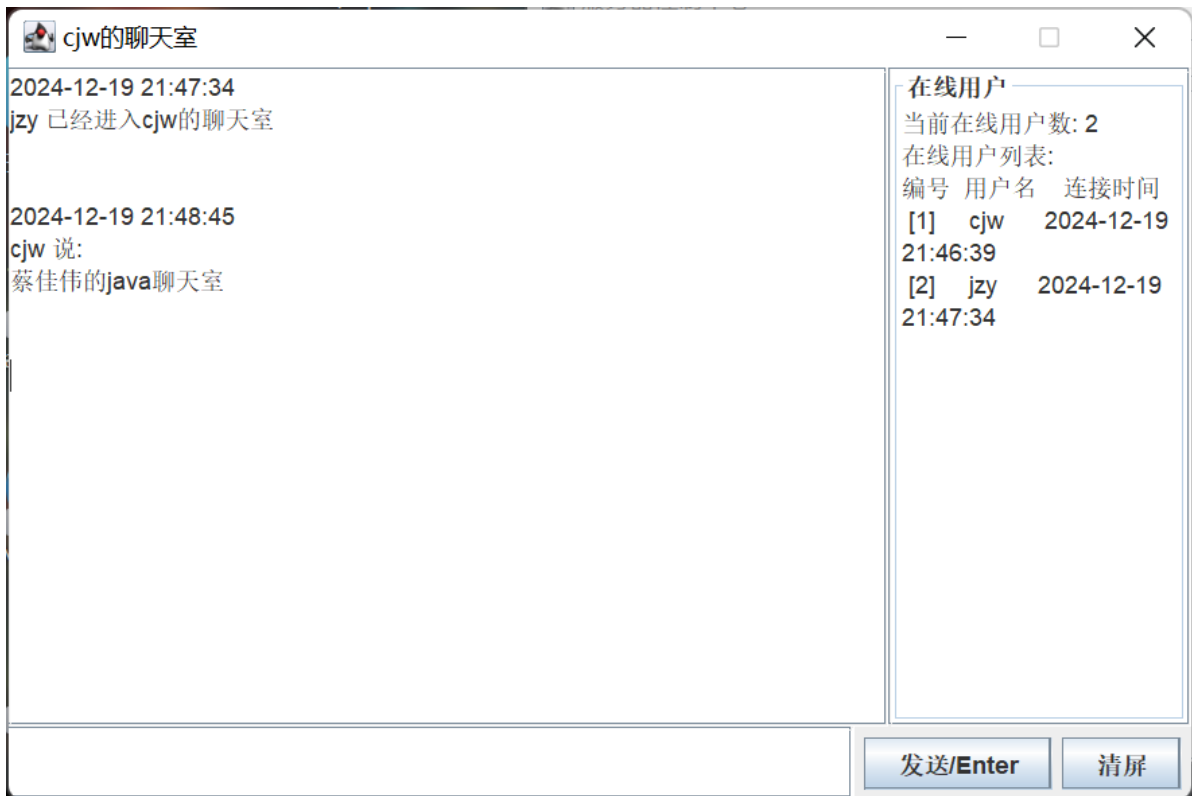 cjw的聊天室
2024-12-19 21:47:34
jzy 已经进入cjw的聊天室
2024-12-19 21:48:45
cjw 说:
蔡佳伟的java聊天室
在线用户
当前在线用户数: 2
在线用户列表:
编号 用户名 连接时间
[1] cjw 2024-12-19
21:46:39
[2] jzy 2024-12-19
21:47:34
发送/Enter
清屏